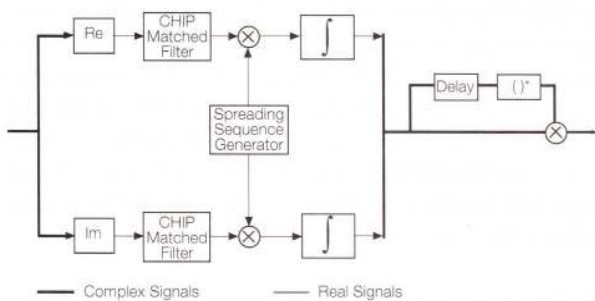 Re
CHIP
Matched
Filter
∫
Delay
( )*
Spreading
Sequence
Generator
Im
CHIP
Matched
Filter
∫
Complex Signals
Real Signals